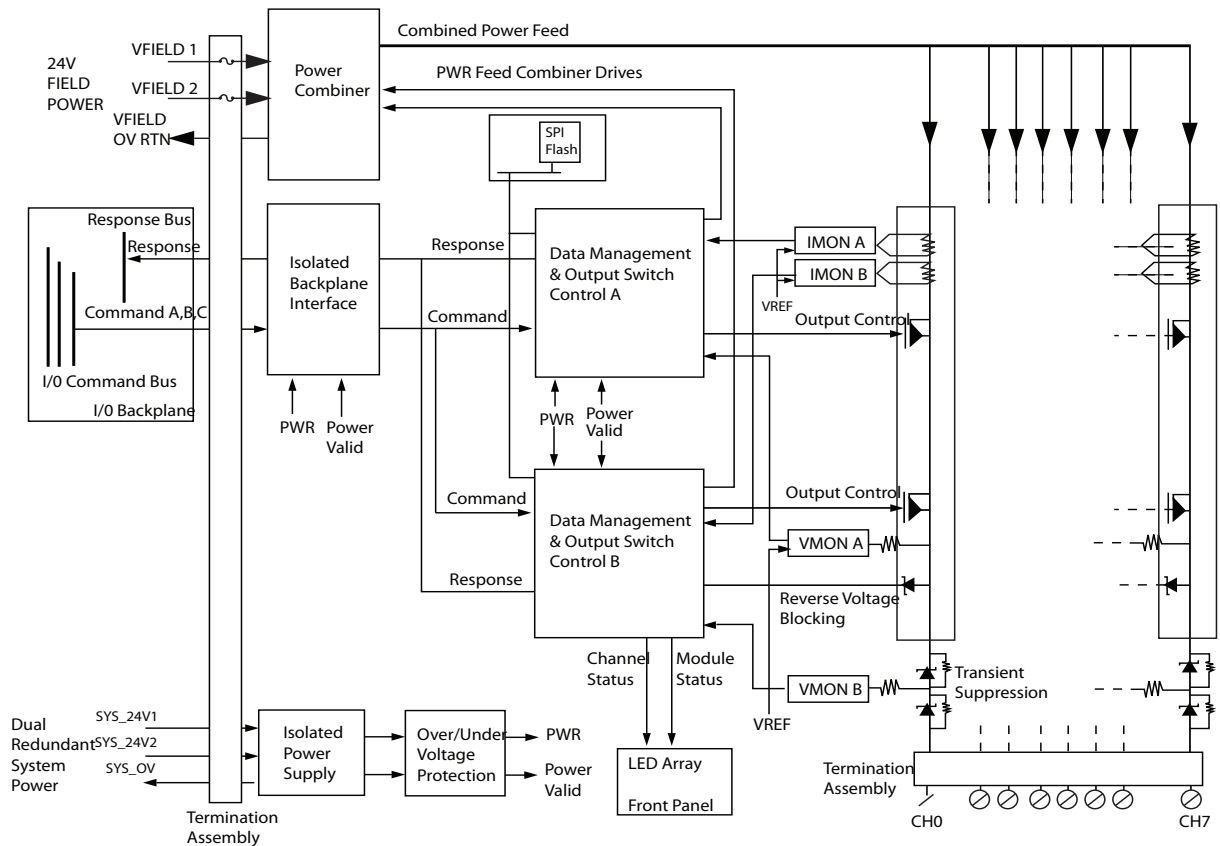 Combined Power Feed
VFIELD 1
24V
FIELD
POWER
VFIELD 2
VFIELD
OV RTN
Power
Combiner
PWR Feed Combiner Drives
SPI
Flash
Response Bus
Response
Command A,B,C
I/0 Command Bus
I/0 Backplane
Isolated
Backplane
Interface
PWR
Power
Valid
Response
Command
Data Management
& Output Switch
Control A
IMON A
IMON B
VREF
Output Control
PWR
Power
Valid
Command
Response
Data Management
& Output Switch
Control B
Output Control
VMON A
Reverse Voltage
Blocking
Channel
Status
Module
Status
VMON B
VREF
Transient
Suppression
Dual
Redundant
System
Power
SYS_24V1
SYS_24V2
SYS_OV
Isolated
Power
Supply
Over/Under
Voltage
Protection
PWR
Power
Valid
LED Array
Front Panel
Termination
Assembly
Termination
Assembly
CH0
CH7